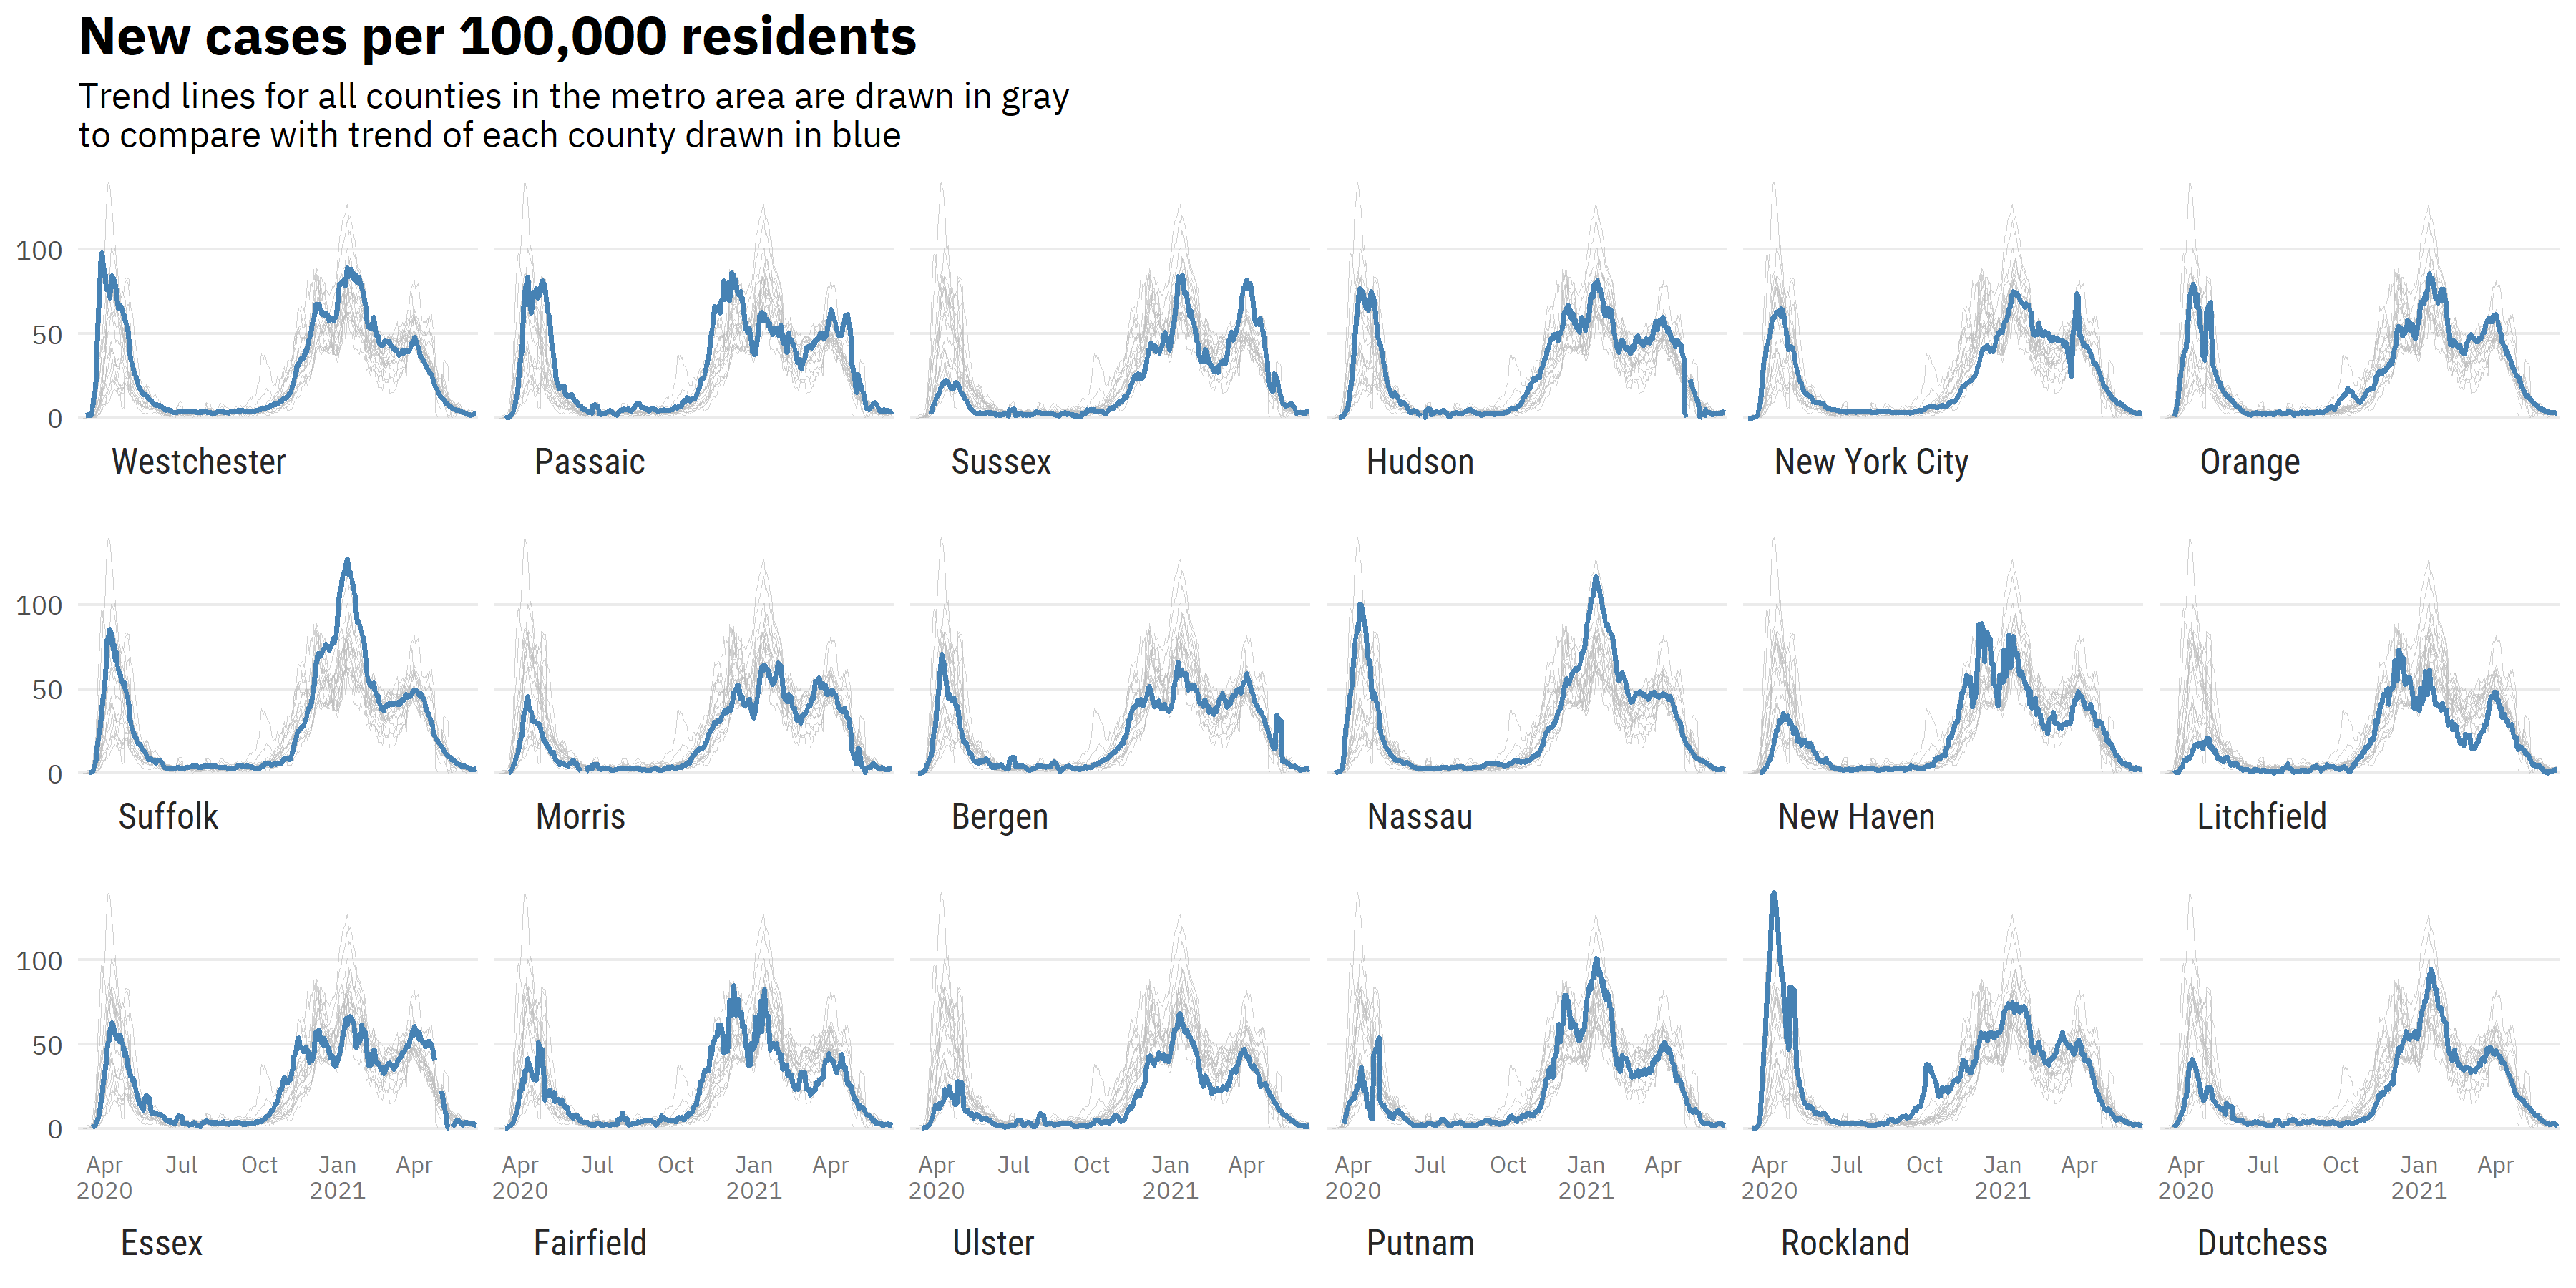 New cases per 100,000 residents
Trend lines for all counties in the metro area are drawn in gray
to compare with trend of each county drawn in blue
100
50
0
Westchester Passaic Sussex Hudson New York City Orange
100
50
0
Suffolk Morris Bergen Nassau New Haven Litchfield
100
50
0
Apr Jul Oct Jan Apr Apr Jul Oct Jan Apr Apr Jul Oct Jan Apr Apr Jul Oct Jan Apr Apr Jul Oct Jan Apr Apr Jul Oct Jan Apr
2020 2021 2020 2021 2020 2021 2020 2021 2020 2021 2020 2021
Essex Fairfield Ulster Putnam Rockland Dutchess